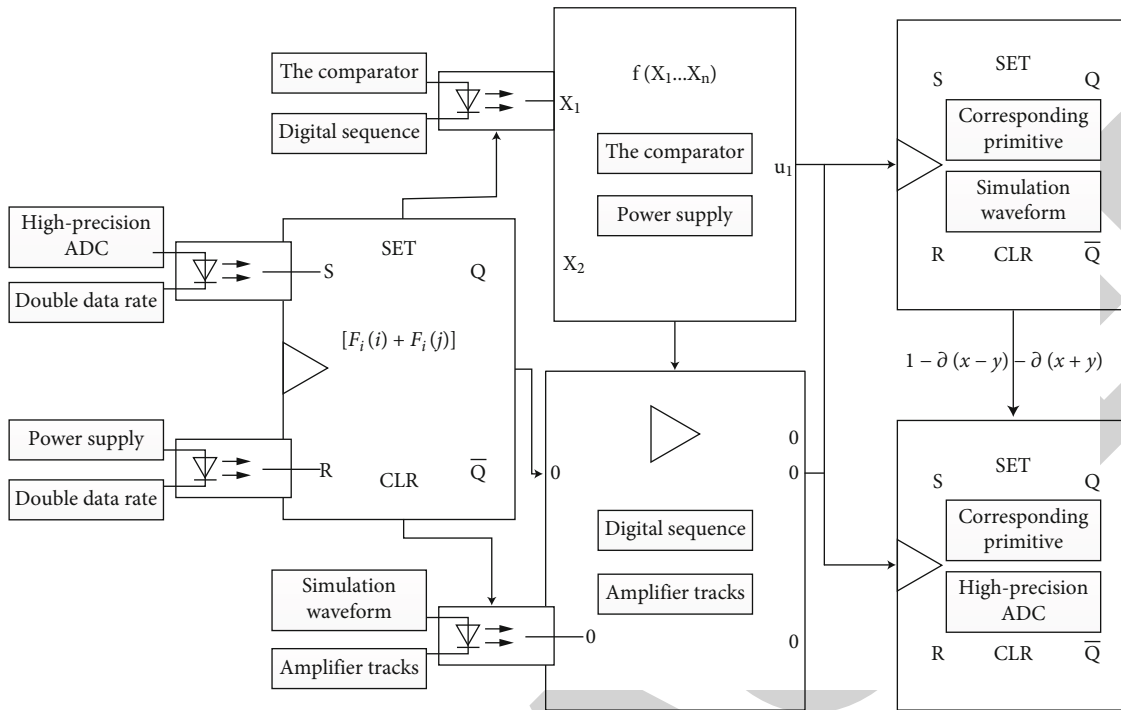 The comparator
Digital sequence
X1
f (X1...Xn)
The comparator
Power supply
u1
X2
SET
S
Q
Corresponding
primitive
Simulation
waveform
R
CLR
Q̅
High-precision
ADC
Double data rate
SET
S
Q
[Fi (i) + Fi (j)]
Power supply
Double data rate
R
CLR
Q̅
1 − ∂ (x − y) − ∂ (x + y)
0
0
0
Digital sequence
Amplifier tracks
0
0
Simulation
waveform
Amplifier tracks
SET
S
Q
Corresponding
primitive
High-precision
ADC
R
CLR
Q̅